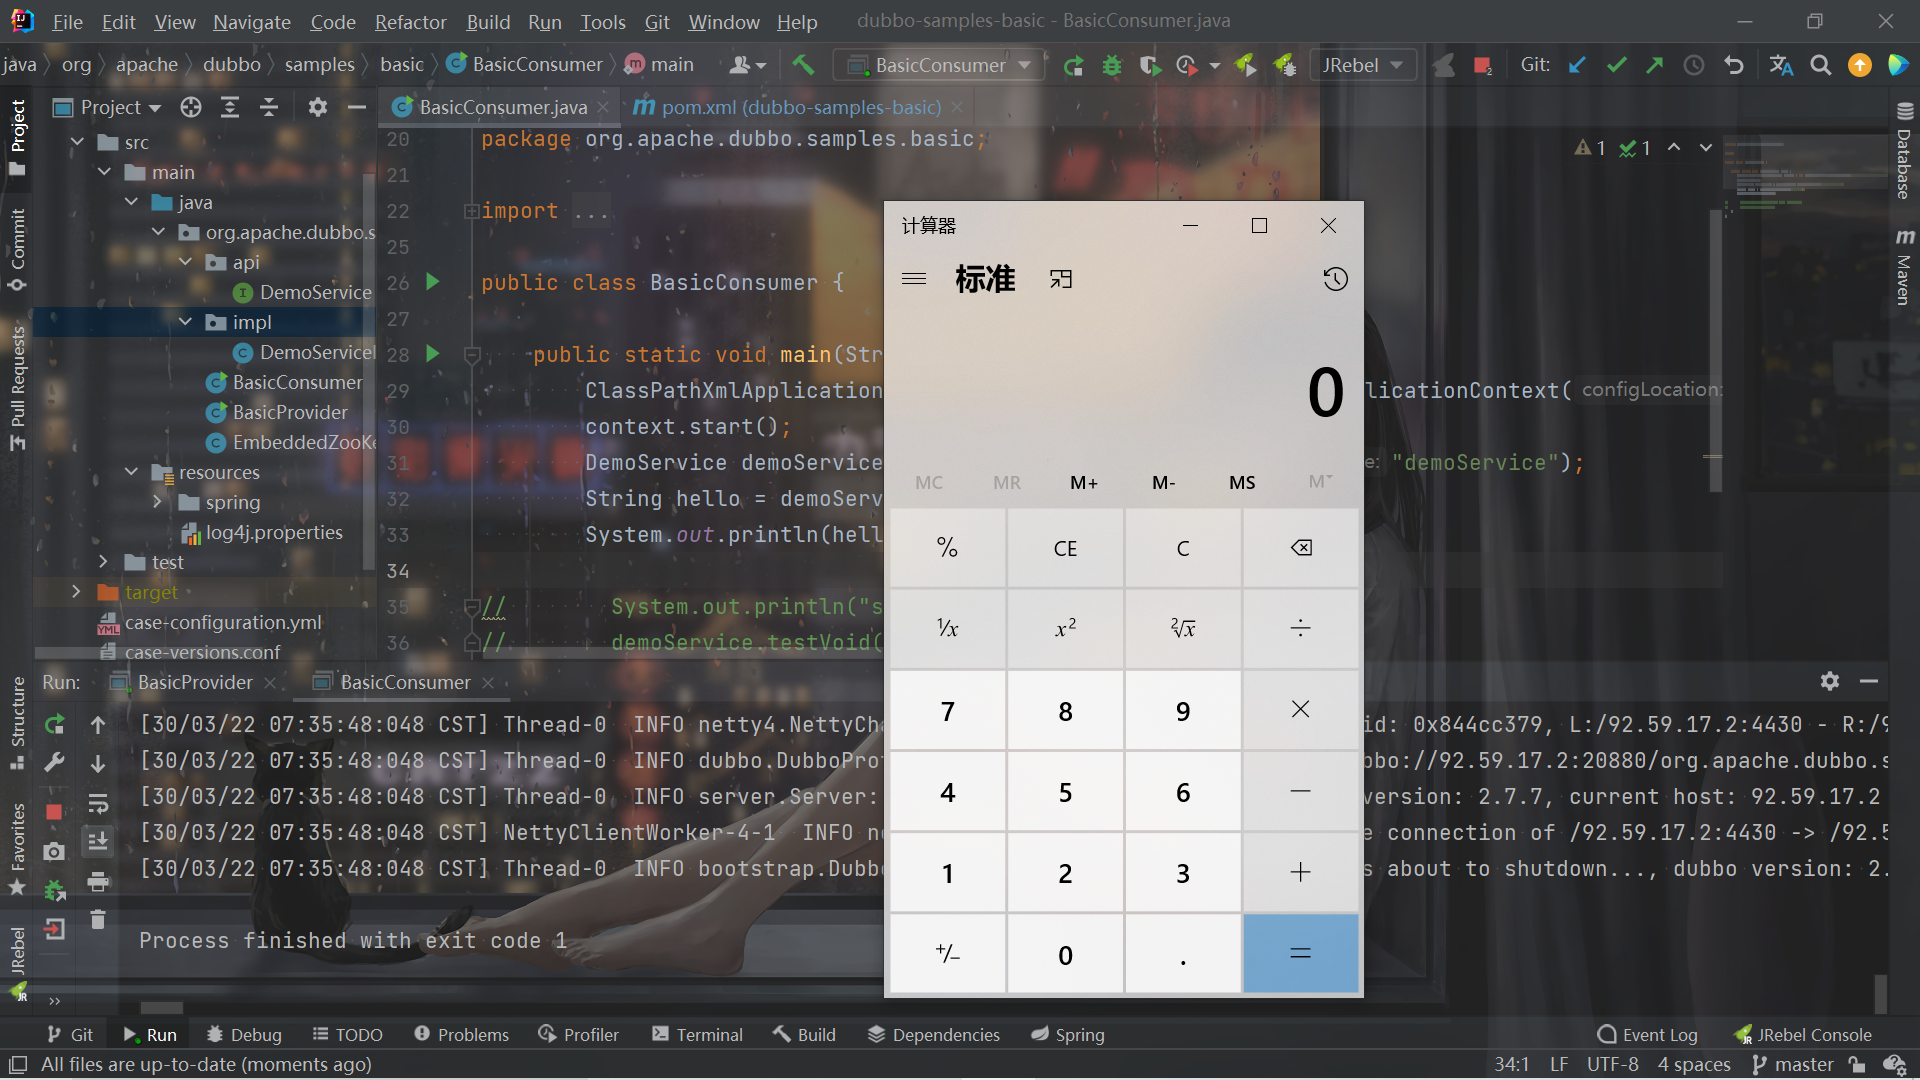 File Edit View Navigate Code Refactor Build Run Tools Git Window Help dubbo-samples-basic - BasicConsumer.java
java org apache dubbo samples basic BasicConsumer main BasicConsumer JRebel 2 Git:
Project
Commit
Pull Requests
Structure
Favorites
JRebel
Project
src
main
java
org.apache.dubbo.s
api
DemoService
impl
DemoServiceI
BasicConsumer
BasicProvider
EmbeddedZooKe
resources
spring
log4j.properties
test
target
case-configuration.yml
case-versions.conf
BasicConsumer.java pom.xml (dubbo-samples-basic)
1 1
20 package org.apache.dubbo.samples.basic;
21
22 import ...
25
26 public class BasicConsumer {
27
28 public static void main(Str
29 ClassPathXmlApplication licationContext( configLocation:
30 context.start();
31 DemoService demoService e: "demoService");
32 String hello = demoServ
33 System.out.println(hell
34
35 // System.out.println("s
36 // demoService.testVoid(
Database
Maven
计算器
标准
0
MC MR M+ M- MS M
% CE C
1/x x2 2√x ÷
7 8 9 ×
4 5 6 −
1 2 3 +
+/− 0 . =
Run: BasicProvider BasicConsumer
[30/03/22 07:35:48:048 CST] Thread-0 INFO netty4.NettyCha id: 0x844cc379, L:/92.59.17.2:4430 - R:/9
[30/03/22 07:35:48:048 CST] Thread-0 INFO dubbo.DubboProt bbo://92.59.17.2:20880/org.apache.dubbo.s
[30/03/22 07:35:48:048 CST] Thread-0 INFO server.Server: version: 2.7.7, current host: 92.59.17.2
[30/03/22 07:35:48:048 CST] NettyClientWorker-4-1 INFO ne e connection of /92.59.17.2:4430 -> /92.5
[30/03/22 07:35:48:048 CST] Thread-0 INFO bootstrap.Dubbo s about to shutdown..., dubbo version: 2.
Process finished with exit code 1
Git Run Debug TODO Problems Profiler Terminal Build Dependencies Spring Event Log JRebel Console
All files are up-to-date (moments ago) 34:1 LF UTF-8 4 spaces master